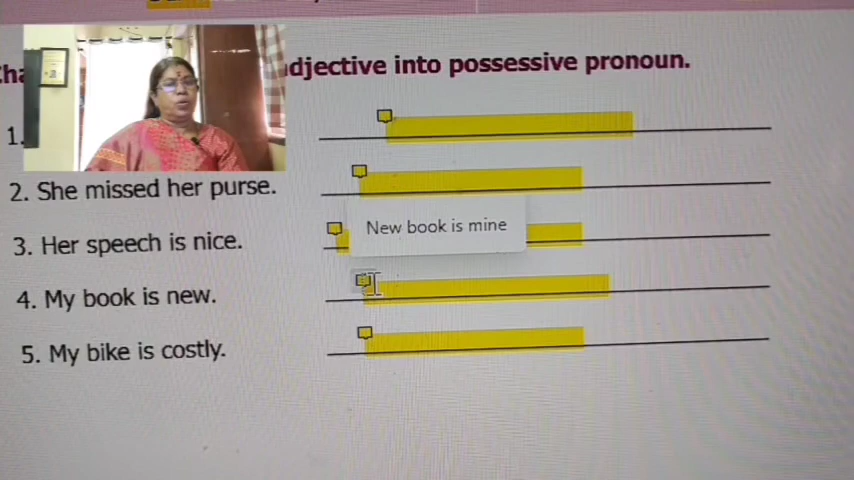 djective into possessive pronoun.
1.
2. She missed her purse.
New book is mine
3. Her speech is nice.
4. My book is new.
5. My bike is costly.